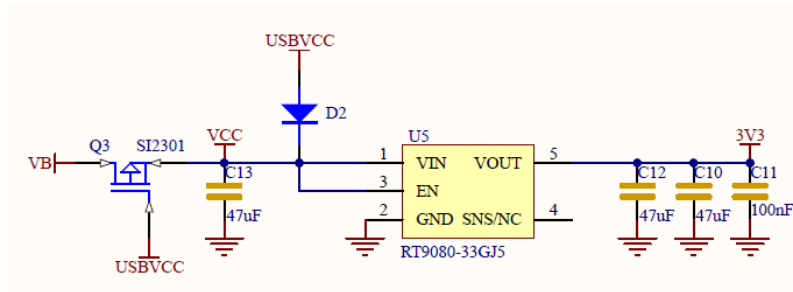 USBVCC
D2
Q3 SI2301 VCC
VB
C13
47uF
USBVCC
U5
1 VIN VOUT 5
3 EN
2 GND SNS/NC 4
RT9080-33GJ5
3V3
C12 C10 C11
47uF 47uF 100nF